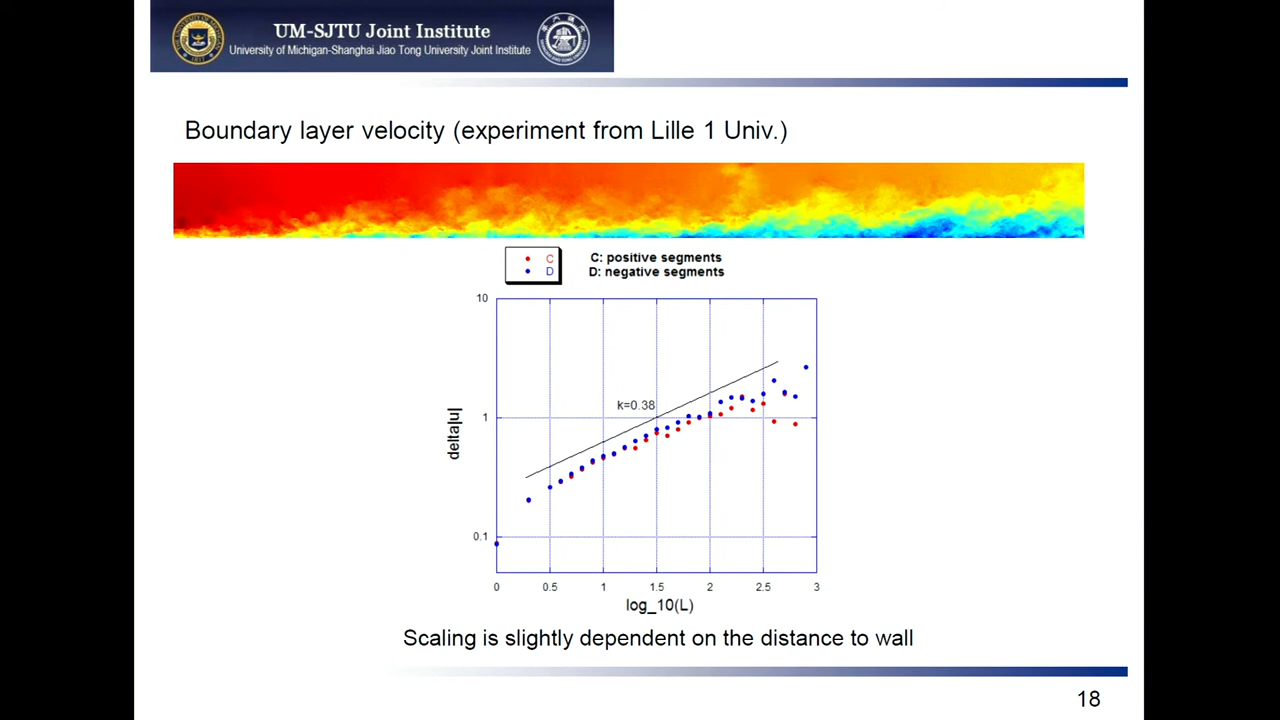 UM-SJTU Joint Institute
University of Michigan-Shanghai Jiao Tong University Joint Institute
Boundary layer velocity (experiment from Lille 1 Univ.)
C
D
C: positive segments
D: negative segments
10
1
0.1
k=0.38
delta|u|
0 0.5 1 1.5 2 2.5 3
log_10(L)
Scaling is slightly dependent on the distance to wall
18